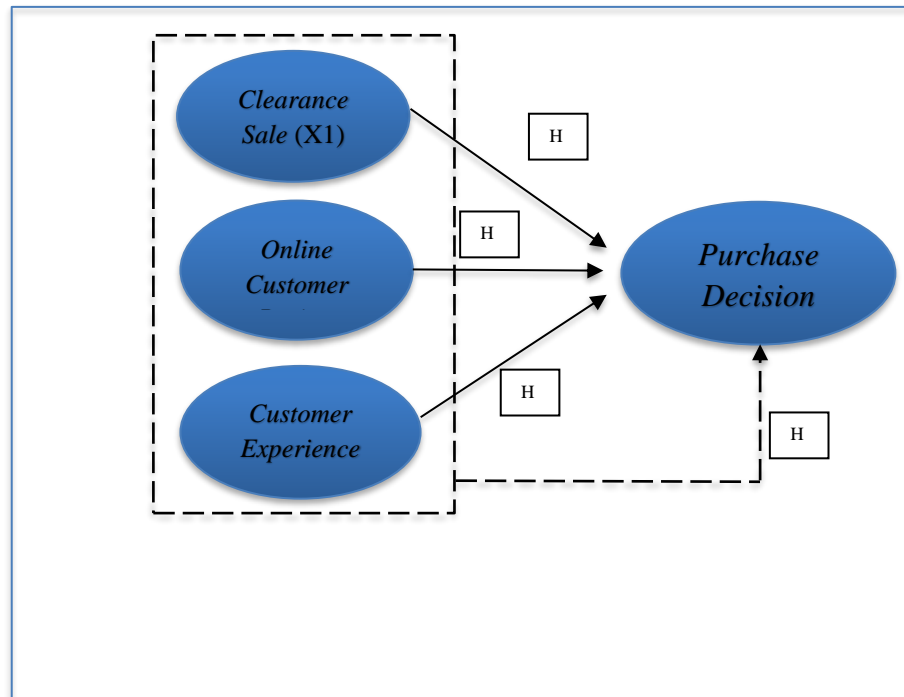 Clearance
Sale (X1)
H
Online
Customer
H
Purchase
Decision
Customer
Experience
H
H